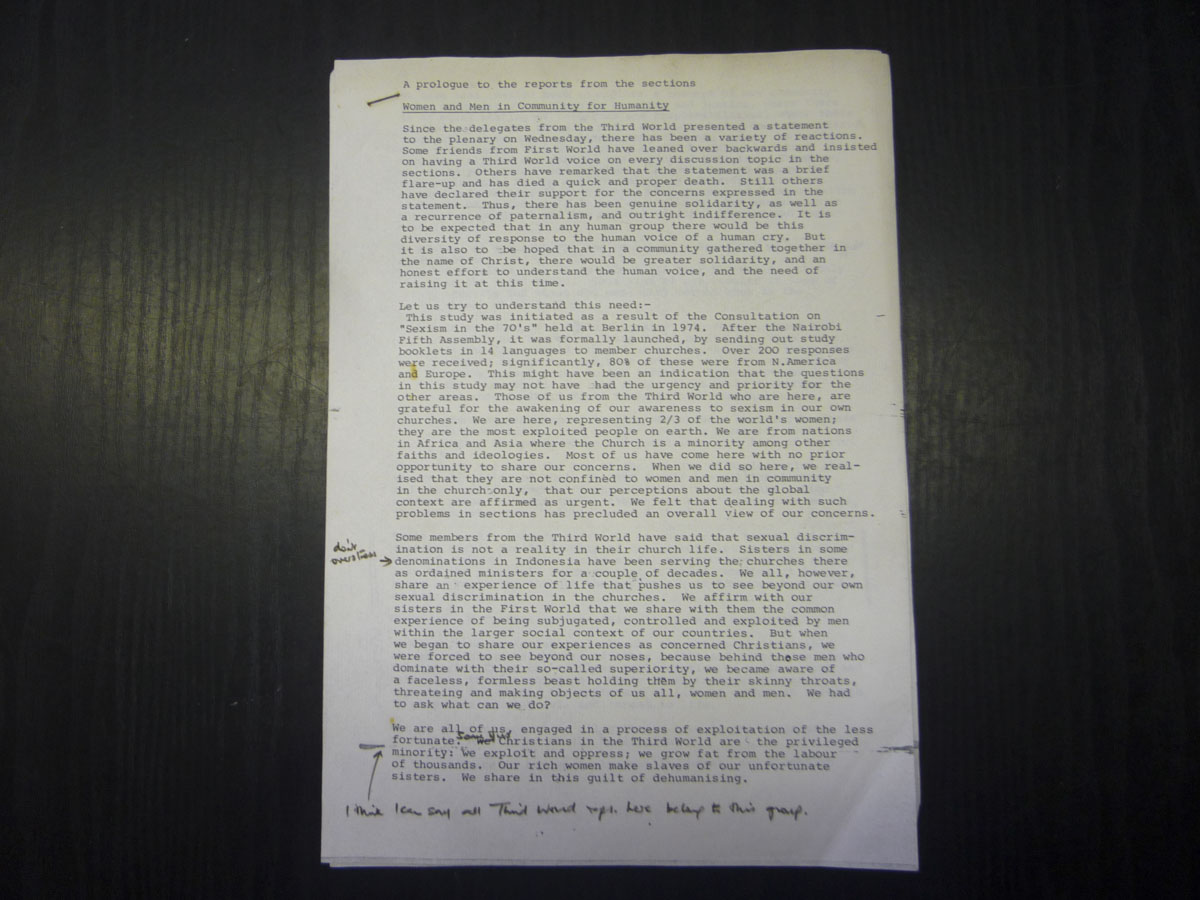 A prologue to the reports from the sections
Women and Men in Community for Humanity
Since the delegates from the Third World presented a statement
to the plenary on Wednesday, there has been a variety of reactions.
Some friends from First World have leaned over backwards and insisted
on having a Third World voice on every discussion topic in the
sections. Others have remarked that the statement was a brief
flare-up and has died a quick and proper death. Still others
have declared their support for the concerns expressed in the
statement. Thus, there has been genuine solidarity, as well as
a recurrence of paternalism, and outright indifference. It is
to be expected that in any human group there would be this
diversity of response to the human voice of a human cry. But
it is also to be hoped that in a community gathered together in
the name of Christ, there would be greater solidarity, and an
honest effort to understand the human voice, and the need of
raising it at this time.
Let us try to understand this need:-
This study was initiated as a result of the Consultation on
"Sexism in the 70's" held at Berlin in 1974. After the Nairobi
Fifth Assembly, it was formally launched, by sending out study
booklets in 14 languages to member churches. Over 200 responses
were received; significantly, 80% of these were from N.America
and Europe. This might have been an indication that the questions
in this study may not have had the urgency and priority for the
other areas. Those of us from the Third World who are here, are
grateful for the awakening of our awareness to sexism in our own
churches. We are here, representing 2/3 of the world's women;
they are the most exploited people on earth. We are from nations
in Africa and Asia where the Church is a minority among other
faiths and ideologies. Most of us have come here with no prior
opportunity to share our concerns. When we did so here, we real-
ised that they are not confined to women and men in community
in the church only, that our perceptions about the global
context are affirmed as urgent. We felt that dealing with such
problems in sections has precluded an overall view of our concerns.
don't
overstress
Some members from the Third World have said that sexual discrim-
ination is not a reality in their church life. Sisters in some
denominations in Indonesia have been serving the churches there
as ordained ministers for a couple of decades. We all, however,
share an experience of life that pushes us to see beyond our own
sexual discrimination in the churches. We affirm with our
sisters in the First World that we share with them the common
experience of being subjugated, controlled and exploited by men
within the larger social context of our countries. But when
we began to share our experiences as concerned Christians, we
were forced to see beyond our noses, because behind those men who
dominate with their so-called superiority, we became aware of
a faceless, formless beast holding them by their skinny throats,
threateing and making objects of us all, women and men. We had
to ask what can we do?
We are all of us, engaged in a process of exploitation of the less
fortunate. We Christians in the Third World are the privileged
minority: We exploit and oppress; we grow fat from the labour
of thousands. Our rich women make slaves of our unfortunate
sisters. We share in this guilt of dehumanising.
I think I can say all Third World reps. here belong to this group.